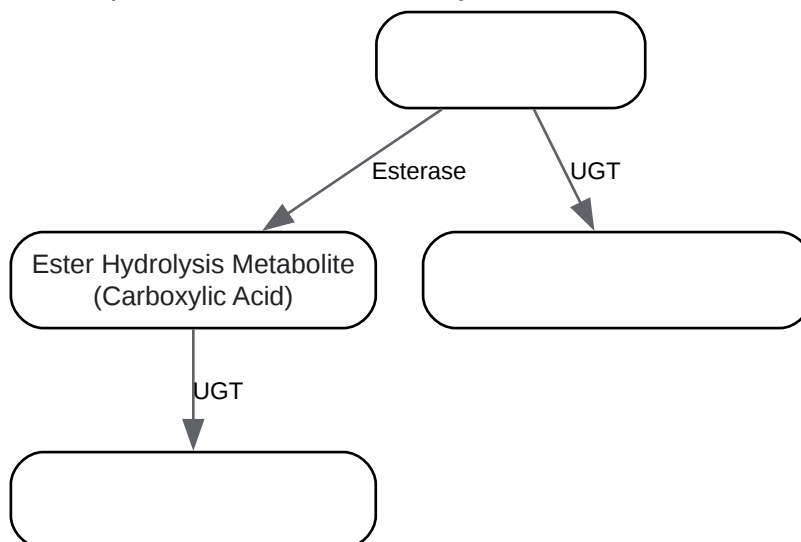 Esterase
UGT
Ester Hydrolysis Metabolite
(Carboxylic Acid)
UGT